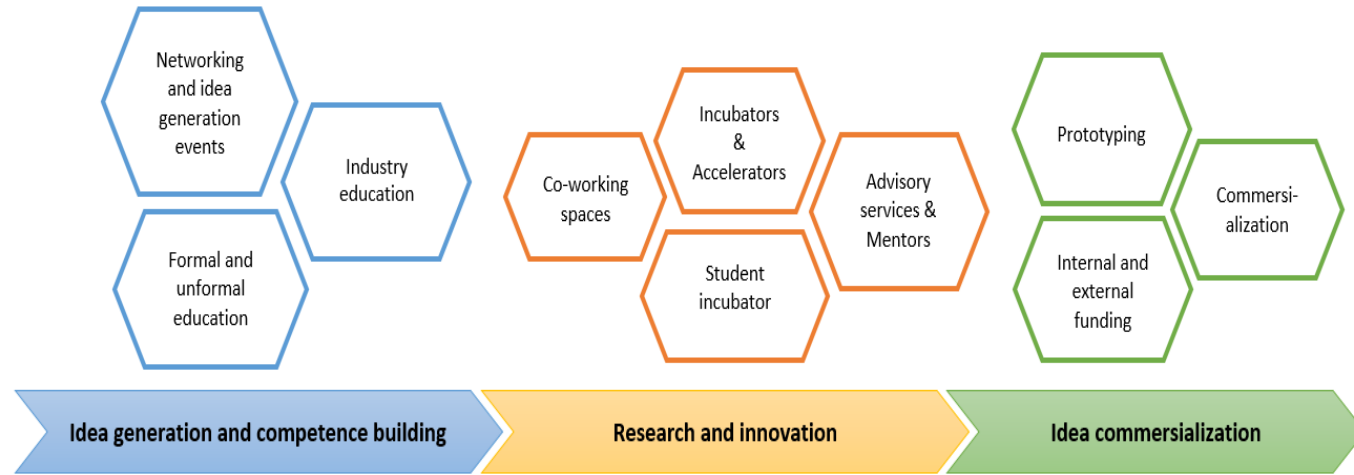 Networking
and idea
generation
events
Industry
education
Formal and
unformal
education
Co-working
spaces
Incubators
&
Accelerators
Advisory
services &
Mentors
Student
incubator
Prototyping
Commersi-
alization
Internal and
external
funding
Idea generation and competence building
Research and innovation
Idea commersialization